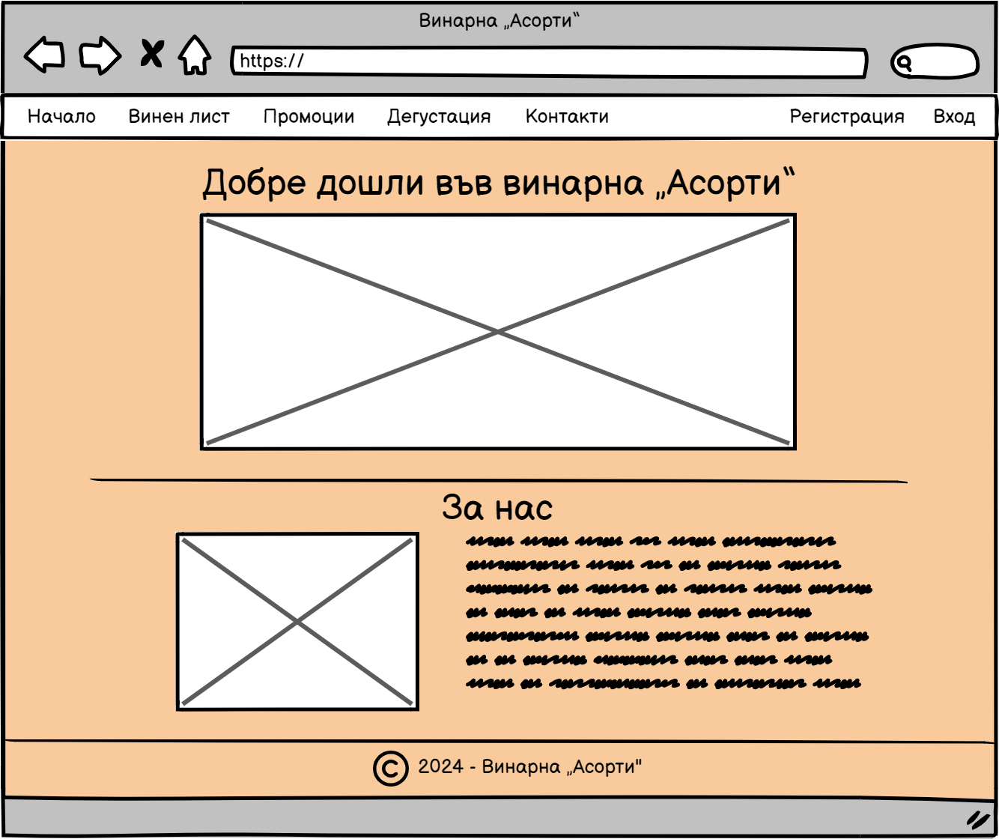 Винарна „Асорти“
https://
Начало Винен лист Промоции Дегустация Контакти Регистрация Вход
Добре дошли във винарна „Асорти“
За нас
© 2024 - Винарна „Асорти"